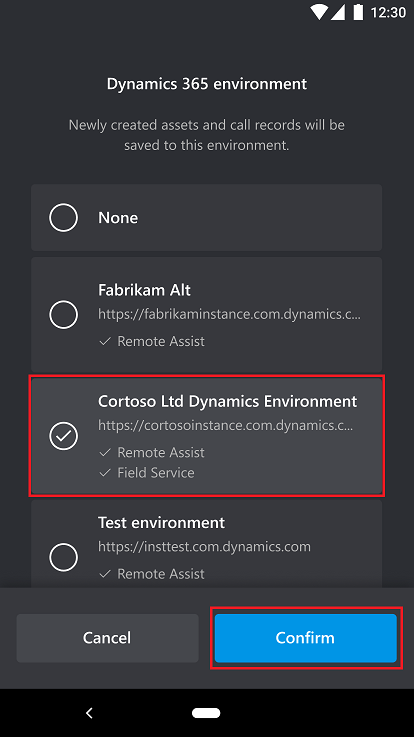 12:30
Dynamics 365 environment
Newly created assets and call records will be
saved to this environment.
None
Fabrikam Alt
https://fabrikaminstance.com.dynamics.c...
Remote Assist
Cortoso Ltd Dynamics Environment
https://cortosoinstance.com.dynamics.c...
Remote Assist
Field Service
Test environment
https://insttest.com.dynamics.com
Remote Assist
Cancel
Confirm